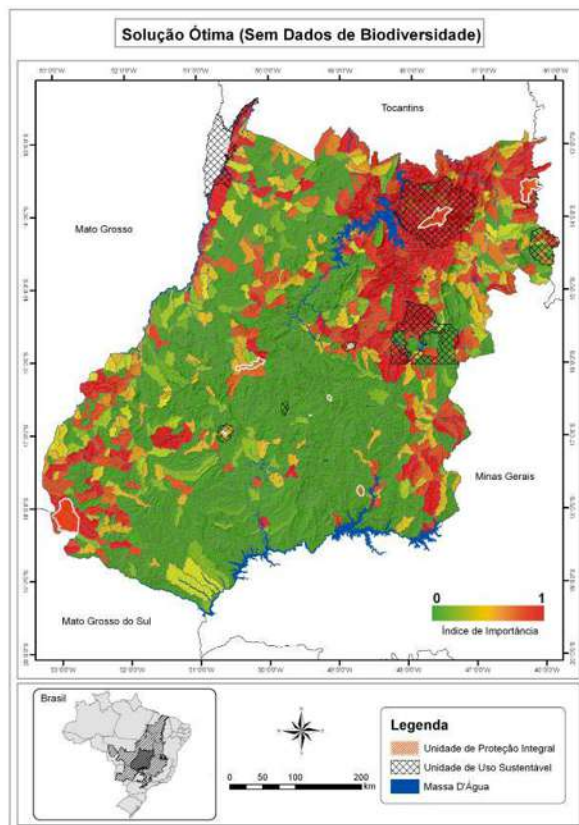 Solução Ótima (Sem Dados de Biodiversidade)
Tocantins
Mato Grosso
Minas Gerais
Mato Grosso do Sul
0 1
Índice de Importância
Brasil
0 50 100 200
km
Legenda
Unidade de Proteção Integral
Unidade de Uso Sustentável
Massa D'Água